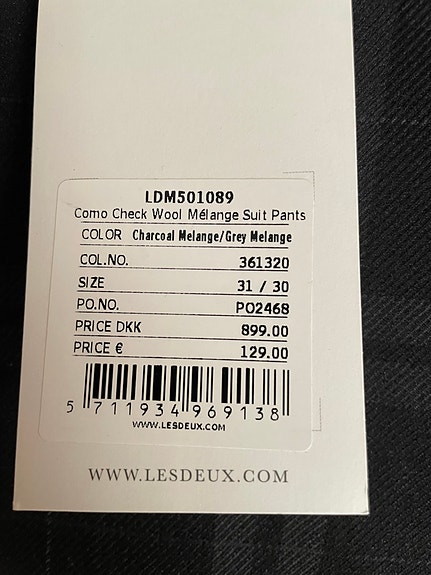 LDM501089
Como Check Wool Mélange Suit Pants
COLOR Charcoal Melange/Grey Melange
COL.NO. 361320
SIZE 31 / 30
PO.NO. PO2468
PRICE DKK 899.00
PRICE € 129.00
5 711934 969138
WWW.LESDEUX.COM
WWW.LESDEUX.COM